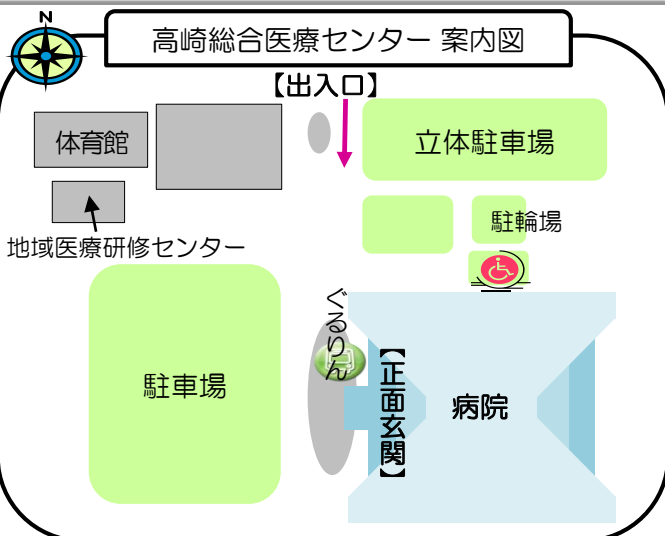 N
高崎総合医療センター 案内図
【出入口】
体育館
立体駐車場
駐輪場
地域医療研修センター
ぐるりん
駐車場
【正面玄関】
病院